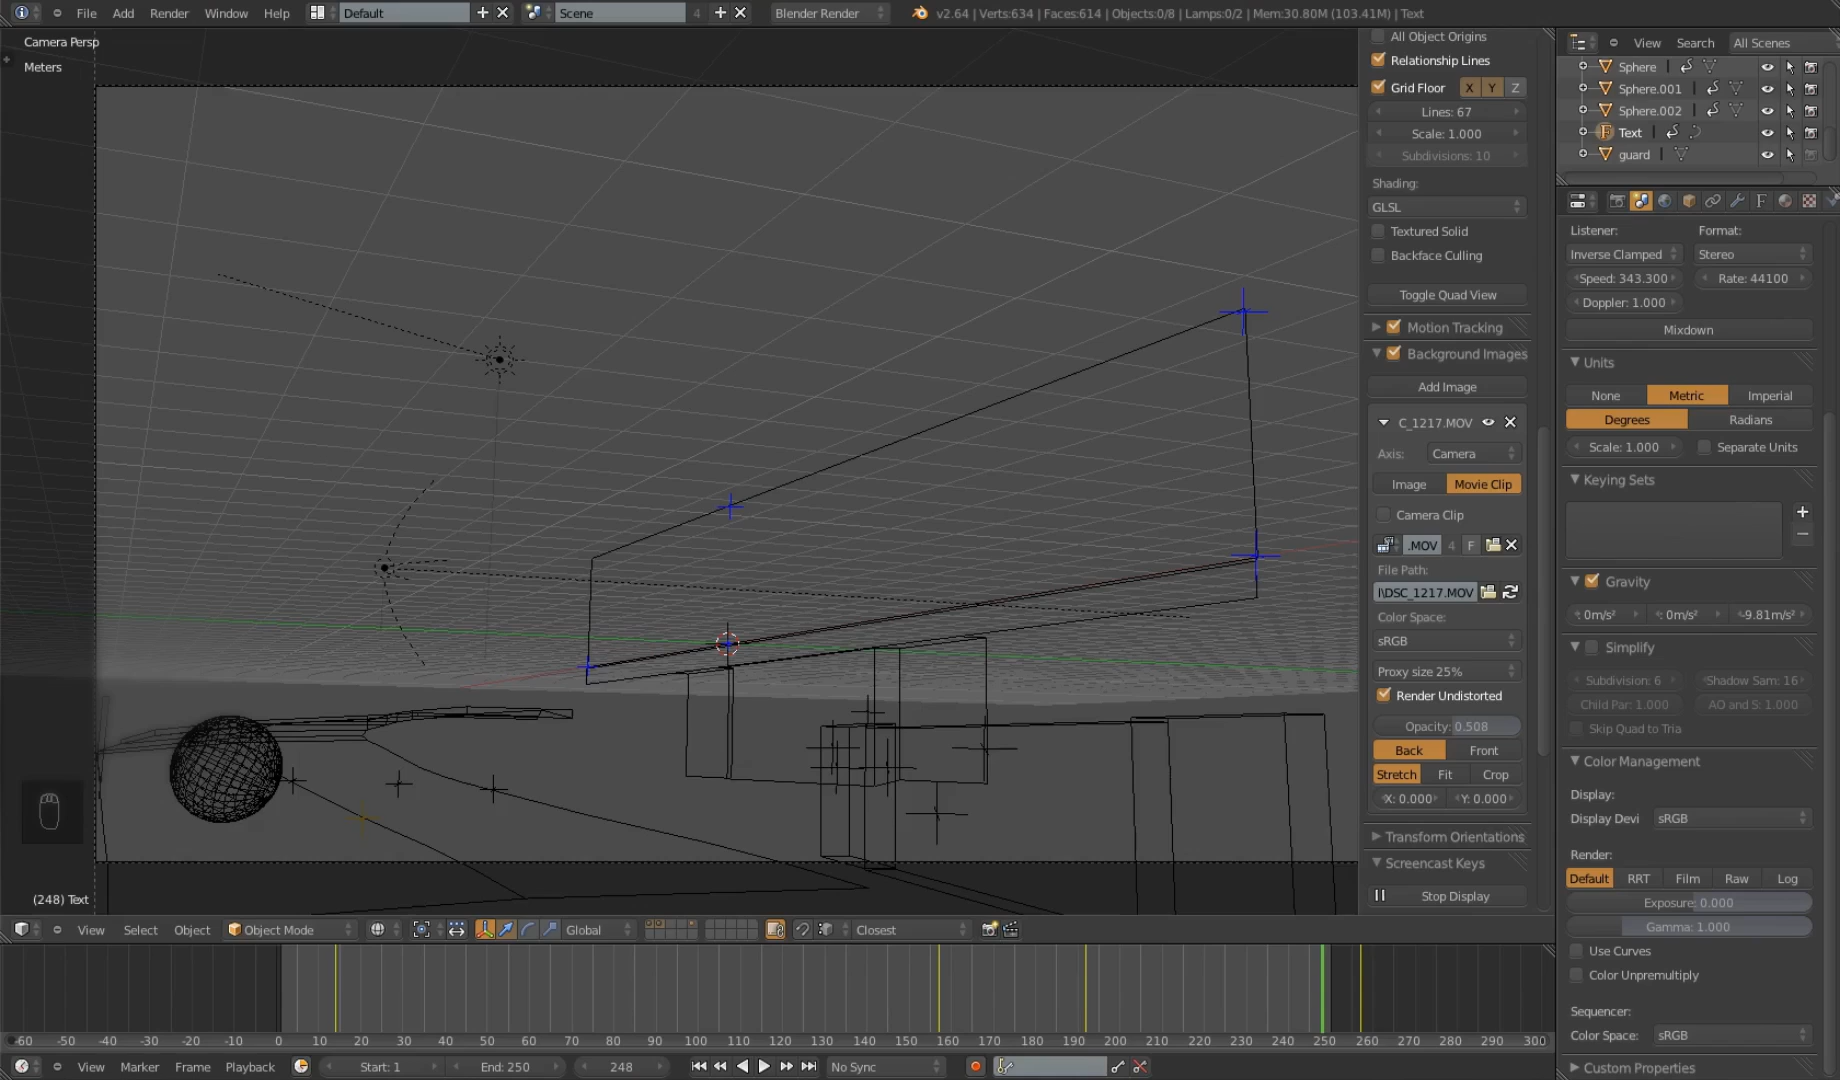 File Add Render Window Help Default Scene 4 Blender Render v2.64 | Verts:634 | Faces:614 | Objects:0/8 | Lamps:0/2 | Mem:30.80M (103.41M) | Text
Camera Persp
Meters
(248) Text
All Object Origins
Relationship Lines
Grid Floor X Y Z
Lines: 67
Scale: 1.000
Subdivisions: 10
Shading:
GLSL
Textured Solid
Backface Culling
Toggle Quad View
Motion Tracking
Background Images
Add Image
C_1217.MOV
Axis: Camera
Image Movie Clip
Camera Clip
.MOV 4 F
File Path:
I\DSC_1217.MOV
Color Space:
sRGB
Proxy size 25%
Render Undistorted
Opacity: 0.508
Back Front
Stretch Fit Crop
X: 0.000 Y: 0.000
Transform Orientations
Screencast Keys
Stop Display
View Search All Scenes
Sphere
Sphere.001
Sphere.002
Text
guard
Listener: Format:
Inverse Clamped Stereo
Speed: 343.300 Rate: 44100
Doppler: 1.000
Mixdown
Units
None Metric Imperial
Degrees Radians
Scale: 1.000 Separate Units
Keying Sets
Gravity
: 0m/s² : 0m/s² -9.81m/s²
Simplify
Subdivision: 6 Shadow Sam: 16
Child Par: 1.000 AO and S: 1.000
Skip Quad to Tria
Color Management
Display:
Display Devi sRGB
Render:
Default RRT Film Raw Log
Exposure: 0.000
Gamma: 1.000
Use Curves
Color Unpremultiply
Sequencer:
Color Space: sRGB
Custom Properties
View Select Object Object Mode Global Closest
-60 -50 -40 -30 -20 -10 0 10 20 30 40 50 60 70 80 90 100 110 120 130 140 150 160 170 180 190 200 210 220 230 240 250 260 270 280 290 300
View Marker Frame Playback Start: 1 End: 250 248 No Sync